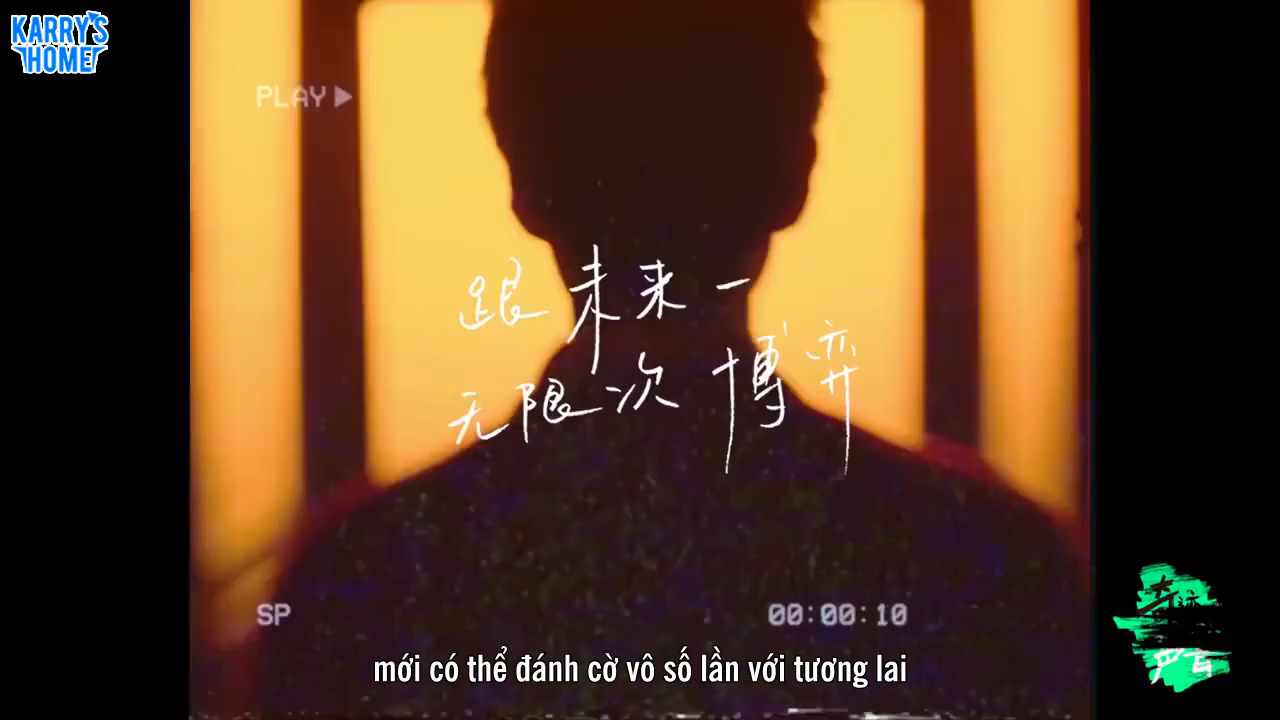 KARRY'S
HOME
PLAY
跟未来一
无限次博弈
SP
00:00:10
mới có thể đánh cờ vô số lần với tương lai